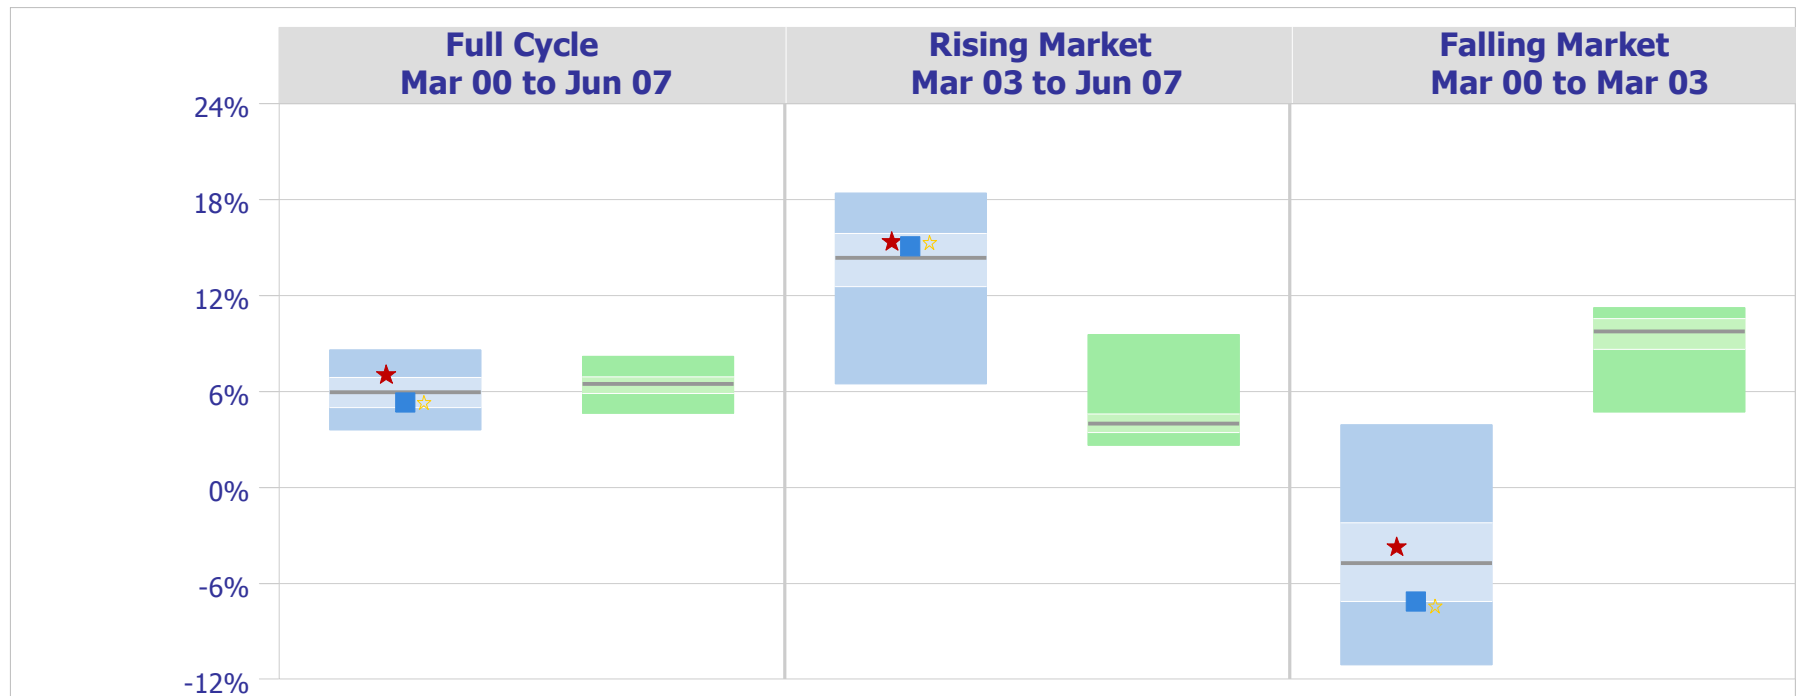 Full Cycle
Mar 00 to Jun 07
Rising Market
Mar 03 to Jun 07
Falling Market
Mar 00 to Mar 03
24%
18%
12%
6%
0%
-6%
-12%